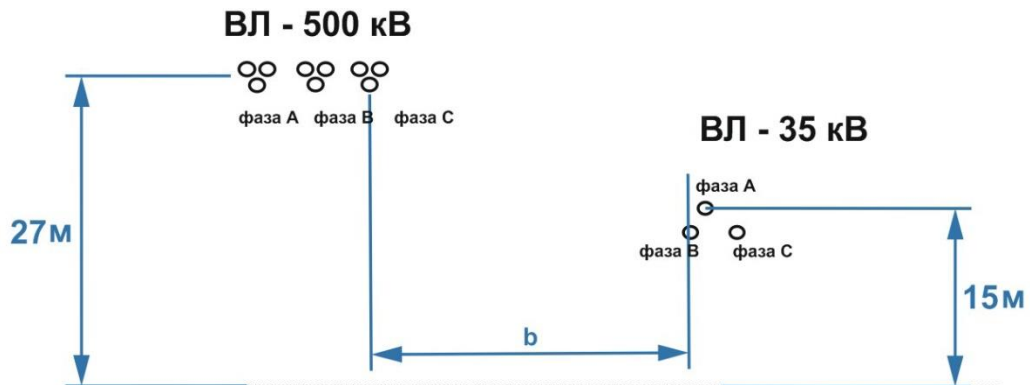 ВЛ - 500 кВ
фаза А фаза В фаза С
ВЛ - 35 кВ
фаза А
27м
фаза В фаза С
15м
b